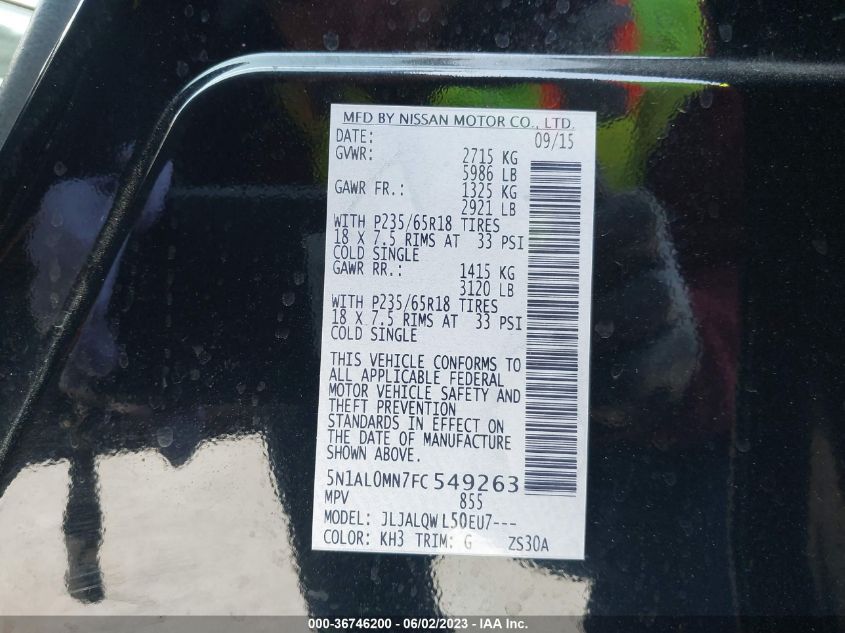 MFD BY NISSAN MOTOR CO., LTD.
DATE: 09/15
GVWR: 2715 KG
5986 LB
GAWR FR.: 1325 KG
2921 LB
WITH P235/65R18 TIRES
18 X 7.5 RIMS AT 33 PSI
COLD SINGLE
GAWR RR.: 1415 KG
3120 LB
WITH P235/65R18 TIRES
18 X 7.5 RIMS AT 33 PSI
COLD SINGLE
THIS VEHICLE CONFORMS TO
ALL APPLICABLE FEDERAL
MOTOR VEHICLE SAFETY AND
THEFT PREVENTION
STANDARDS IN EFFECT ON
THE DATE OF MANUFACTURE
SHOWN ABOVE.
5N1AL0MN7FC549263
MPV 855
MODEL: JLJALQWL50EU7---
COLOR: KH3 TRIM: G ZS30A
000-36746200 - 06/02/2023 - IAA Inc.